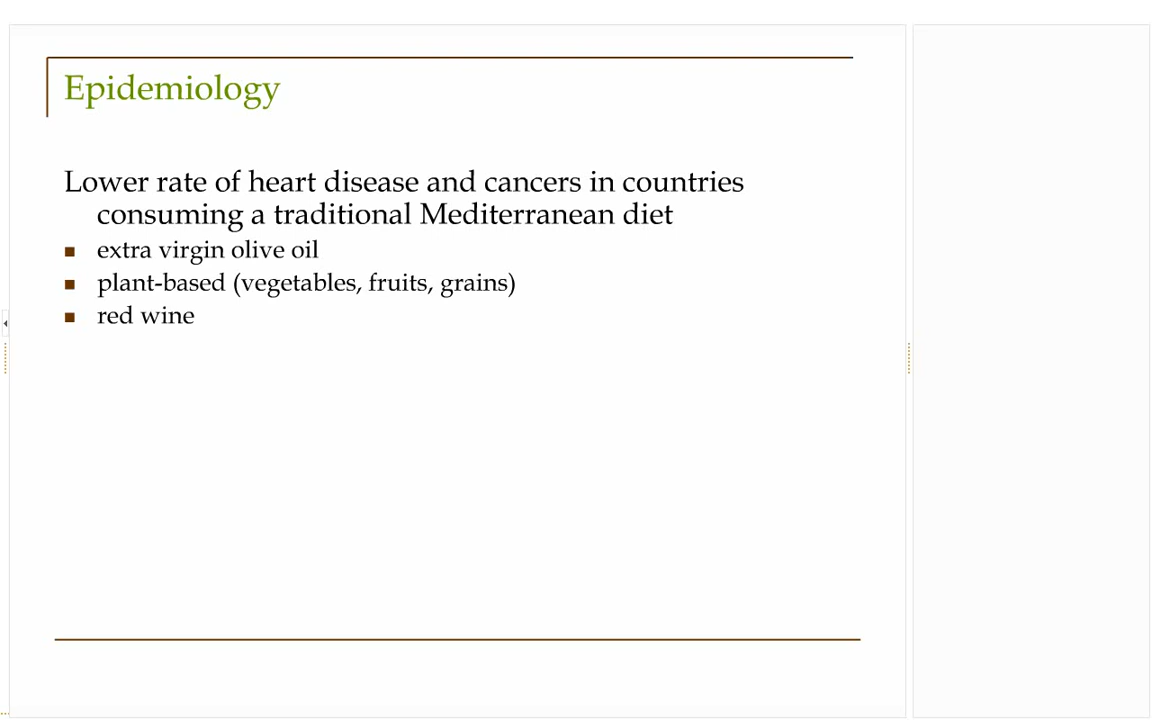 Epidemiology
Lower rate of heart disease and cancers in countries
consuming a traditional Mediterranean diet
extra virgin olive oil
plant-based (vegetables, fruits, grains)
red wine